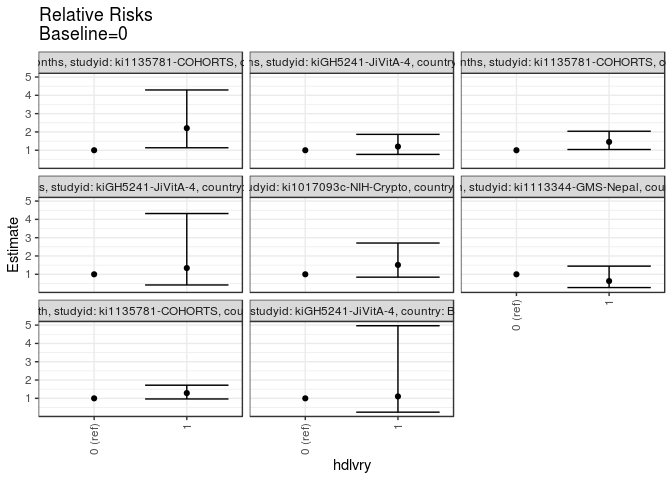 Relative Risks
Baseline=0
onths, studyid: ki1135781-COHORTS, c
ns, studyid: kiGH5241-JiVitA-4, country
onths, studyid: ki1135781-COHORTS, c
5
4
3
2
1
s, studyid: kiGH5241-JiVitA-4, country:
udyid: ki1017093c-NIH-Crypto, country
, studyid: ki1113344-GMS-Nepal, cou
5
4
3
2
1
Estimate
0 (ref)
1
th, studyid: ki1135781-COHORTS, cou
studyid: kiGH5241-JiVitA-4, country: B
5
4
3
2
1
0 (ref)
1
0 (ref)
1
hdlvry